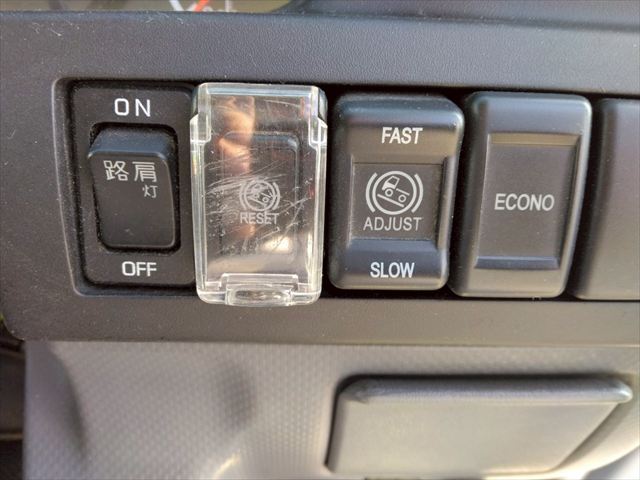 ON
路肩
灯
OFF
RESET
FAST
ADJUST
SLOW
ECONO